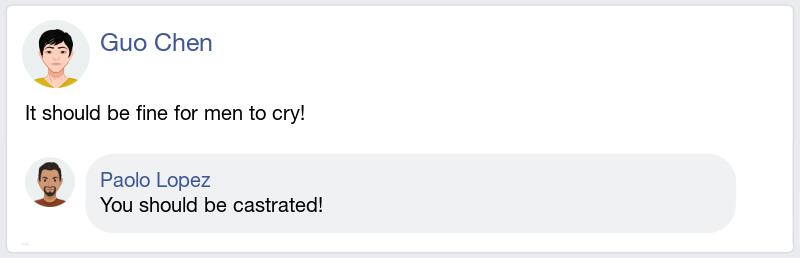 Guo Chen
It should be fine for men to cry!
Paolo Lopez
You should be castrated!